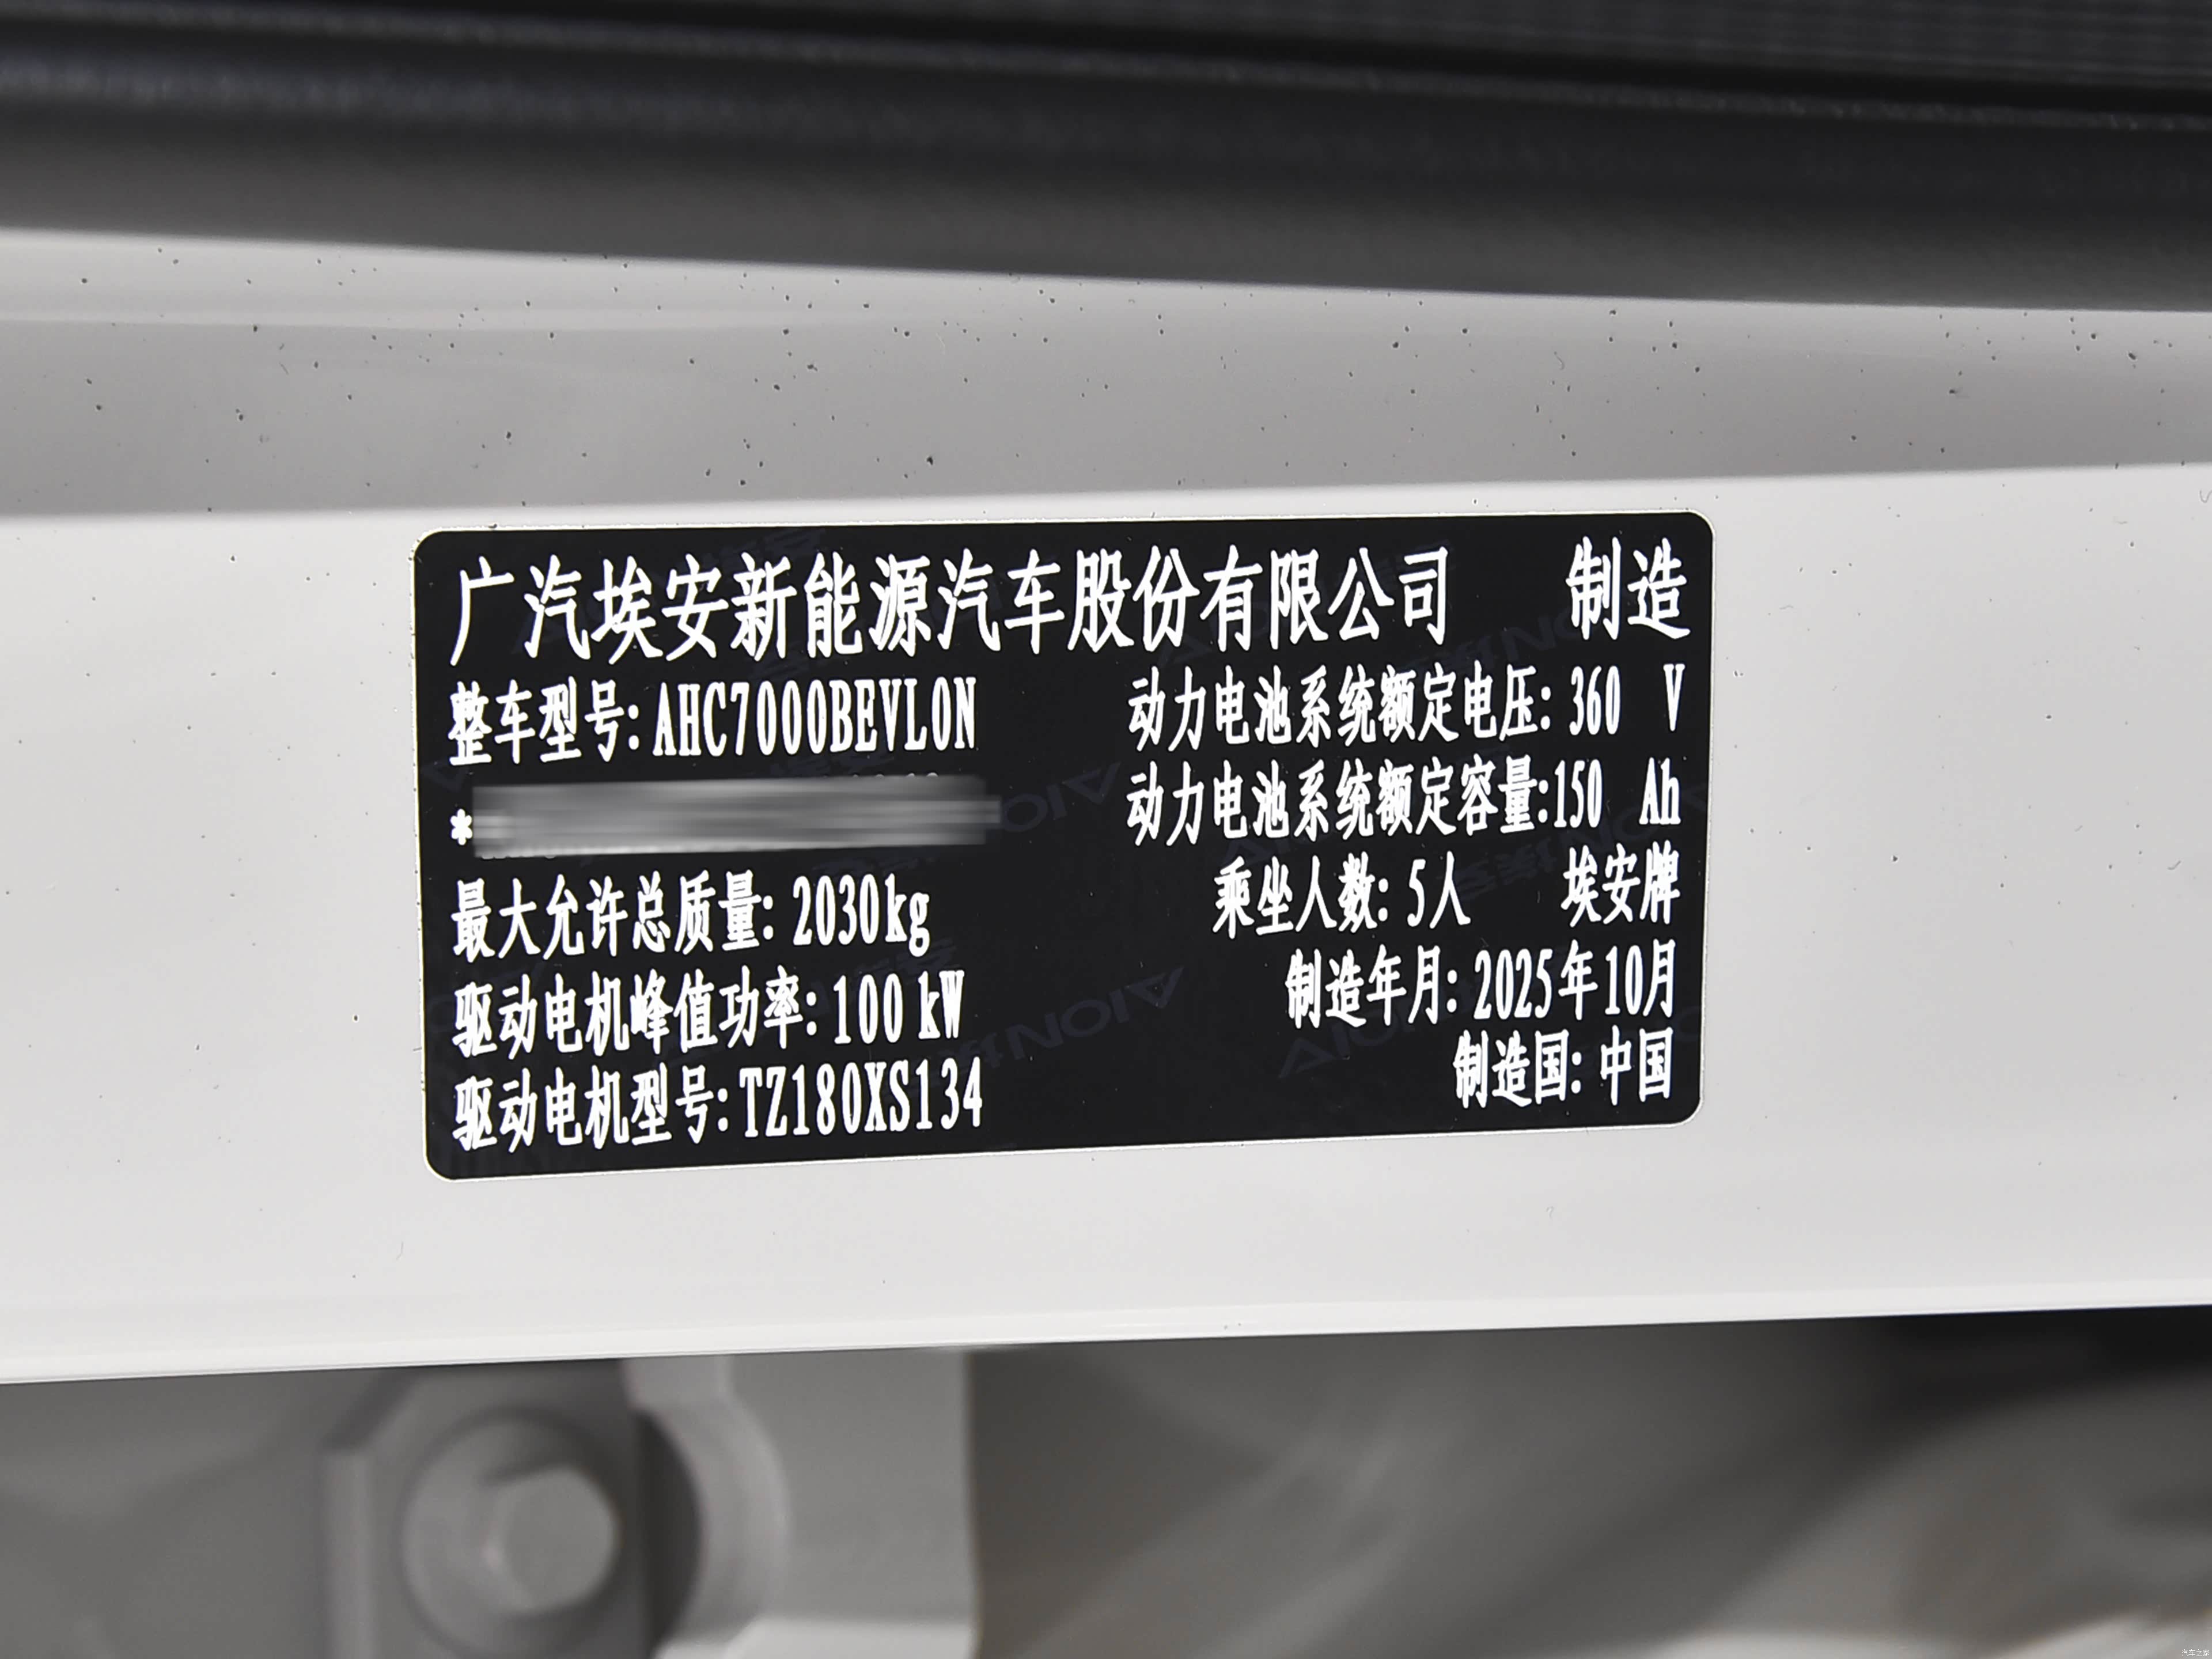 广汽埃安新能源汽车股份有限公司 制造
整车型号: AHC7000BEVL0N 动力电池系统额定电压: 360 V
* 动力电池系统额定容量:150 Ah
最大允许总质量: 2030kg 乘坐人数: 5人 埃安牌
驱动电机峰值功率: 100 kW 制造年月: 2025年10月
驱动电机型号: TZ180XS134 制造国: 中国
汽车之家